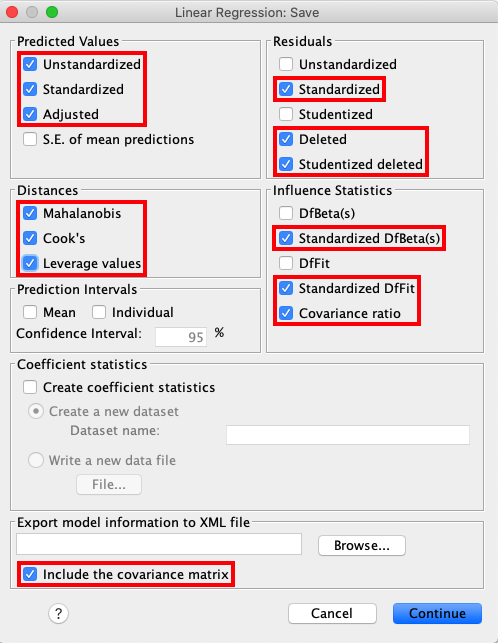 Linear Regression: Save
Predicted Values
Unstandardized
Standardized
Adjusted
S.E. of mean predictions
Residuals
Unstandardized
Standardized
Studentized
Deleted
Studentized deleted
Distances
Mahalanobis
Cook's
Leverage values
Influence Statistics
DfBeta(s)
Standardized DfBeta(s)
DfFit
Standardized DfFit
Covariance ratio
Prediction Intervals
Mean Individual
Confidence Interval: 95 %
Coefficient statistics
Create coefficient statistics
Create a new dataset
Dataset name:
Write a new data file
File...
Export model information to XML file
Browse...
Include the covariance matrix
? Cancel Continue